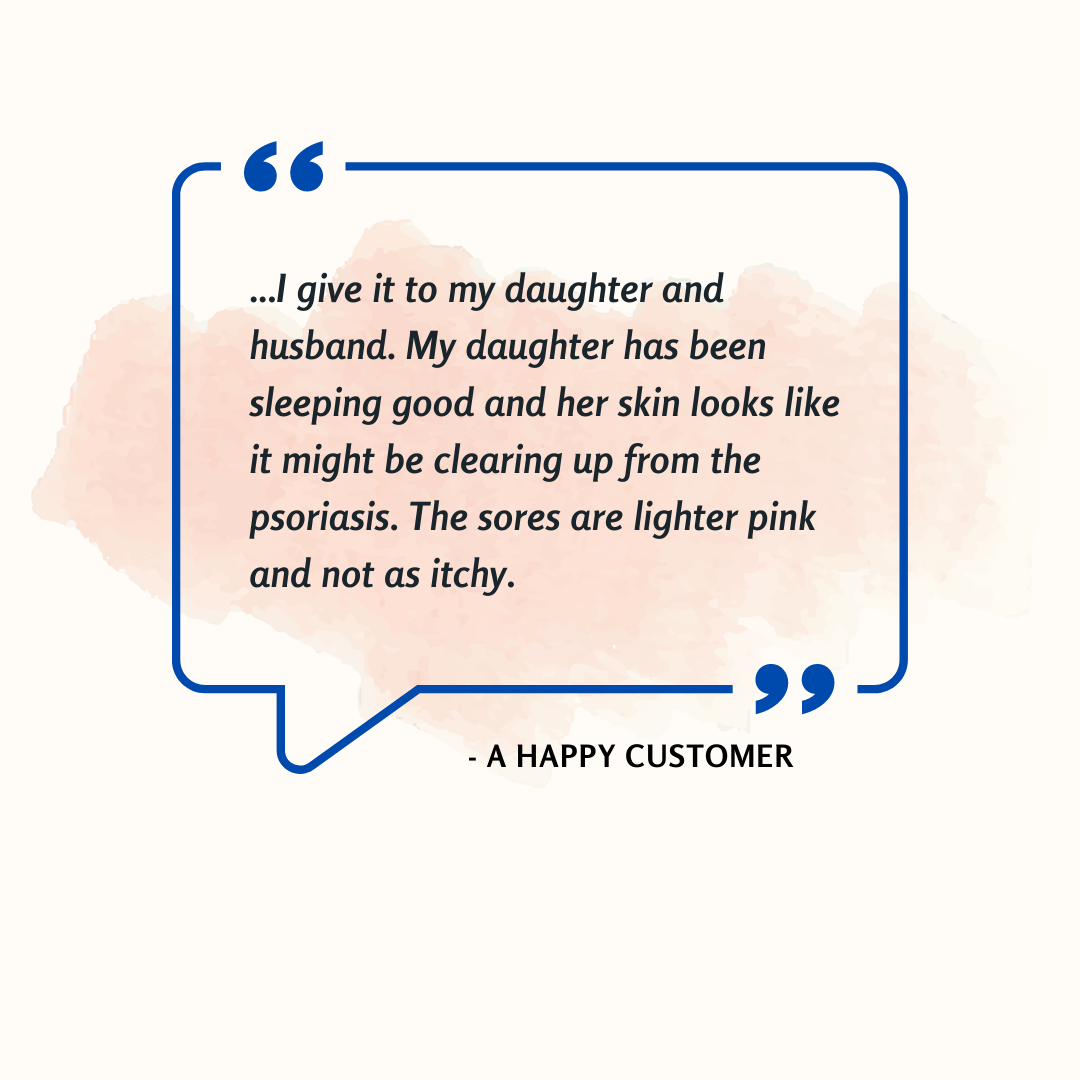 ...I give it to my daughter and
husband. My daughter has been
sleeping good and her skin looks like
it might be clearing up from the
psoriasis. The sores are lighter pink
and not as itchy.
- A HAPPY CUSTOMER